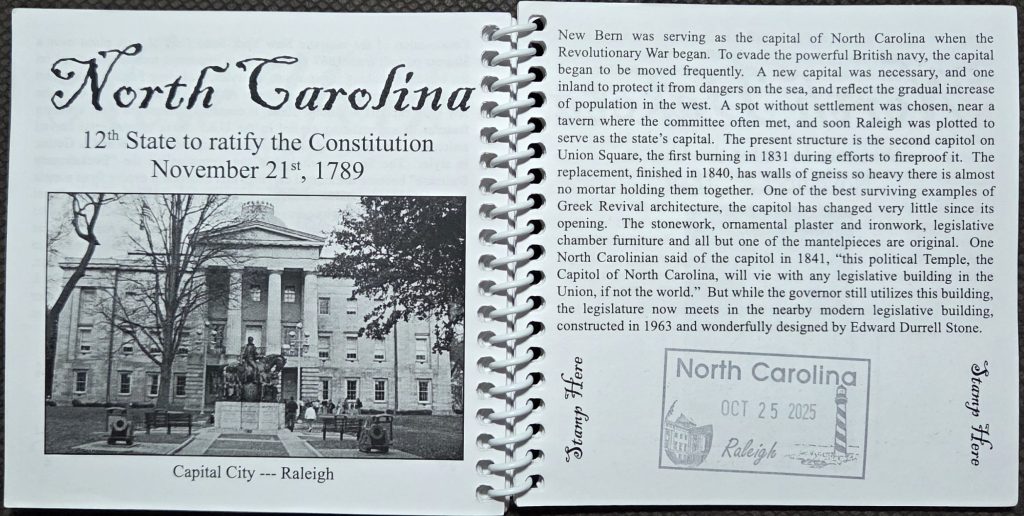 North Carolina
12th State to ratify the Constitution
November 21st, 1789
Capital City --- Raleigh
New Bern was serving as the capital of North Carolina when the
Revolutionary War began. To evade the powerful British navy, the capital
began to be moved frequently. A new capital was necessary, and one
inland to protect it from dangers on the sea, and reflect the gradual increase
of population in the west. A spot without settlement was chosen, near a
tavern where the committee often met, and soon Raleigh was plotted to
serve as the state's capital. The present structure is the second capitol on
Union Square, the first burning in 1831 during efforts to fireproof it. The
replacement, finished in 1840, has walls of gneiss so heavy there is almost
no mortar holding them together. One of the best surviving examples of
Greek Revival architecture, the capitol has changed very little since its
opening. The stonework, ornamental plaster and ironwork, legislative
chamber furniture and all but one of the mantelpieces are original. One
North Carolinian said of the capitol in 1841, “this political Temple, the
Capitol of North Carolina, will vie with any legislative building in the
Union, if not the world.” But while the governor still utilizes this building,
the legislature now meets in the nearby modern legislative building,
constructed in 1963 and wonderfully designed by Edward Durrell Stone.
Stamp Here
North Carolina
OCT 25 2025
Raleigh
Stamp Here